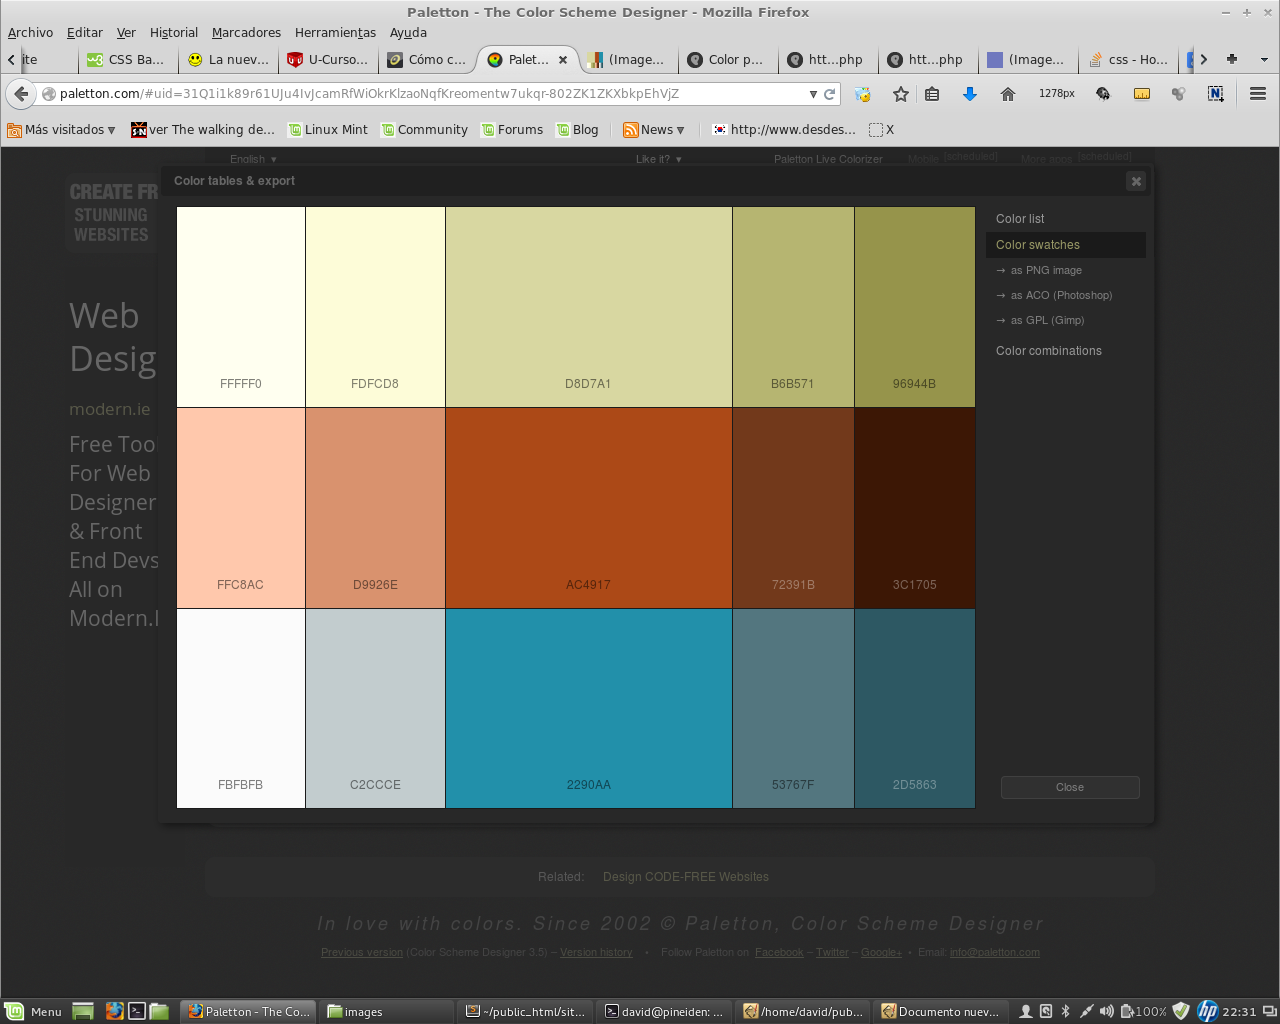 Paletton - The Color Scheme Designer - Mozilla Firefox
Archivo Editar Ver Historial Marcadores Herramientas Ayuda
ite CSS Ba... La nuev... U-Curso... Cómo c... Palet... (Image... Color p... htt...php htt...php (Image... css - Ho...
paletton.com/#uid=31Q1i1k89r61UJu4IvJcamRfWiOkrKlzaoNqfKreomentw7ukqr-802ZK1ZKXbkpEhVjZ 1278px
Más visitados ver The walking de... Linux Mint Community Forums Blog News http://www.desdes... X
English Like it? Paletton Live Colorizer Mobile [scheduled] More apps [scheduled]
Color tables & export
CREATE FR
STUNNING
WEBSITES
Web
Desig
modern.ie
Free Too
For Web
Designer
& Front
End Devs
All on
Modern.I
FFFFF0 FDFCD8 D8D7A1 B6B571 96944B
FFC8AC D9926E AC4917 72391B 3C1705
FBFBFB C2CCCE 2290AA 53767F 2D5863
Color list
Color swatches
→ as PNG image
→ as ACO (Photoshop)
→ as GPL (Gimp)
Color combinations
Close
Related: Design CODE-FREE Websites
In love with colors. Since 2002 © Paletton, Color Scheme Designer
Previous version (Color Scheme Designer 3.5) – Version history • Follow Paletton on Facebook – Twitter – Google+ • Email: info@paletton.com
Menu Paletton - The Co... images ~/public_html/sit... david@pineiden: ... /home/david/pub... Documento nuev... 100% 22:31